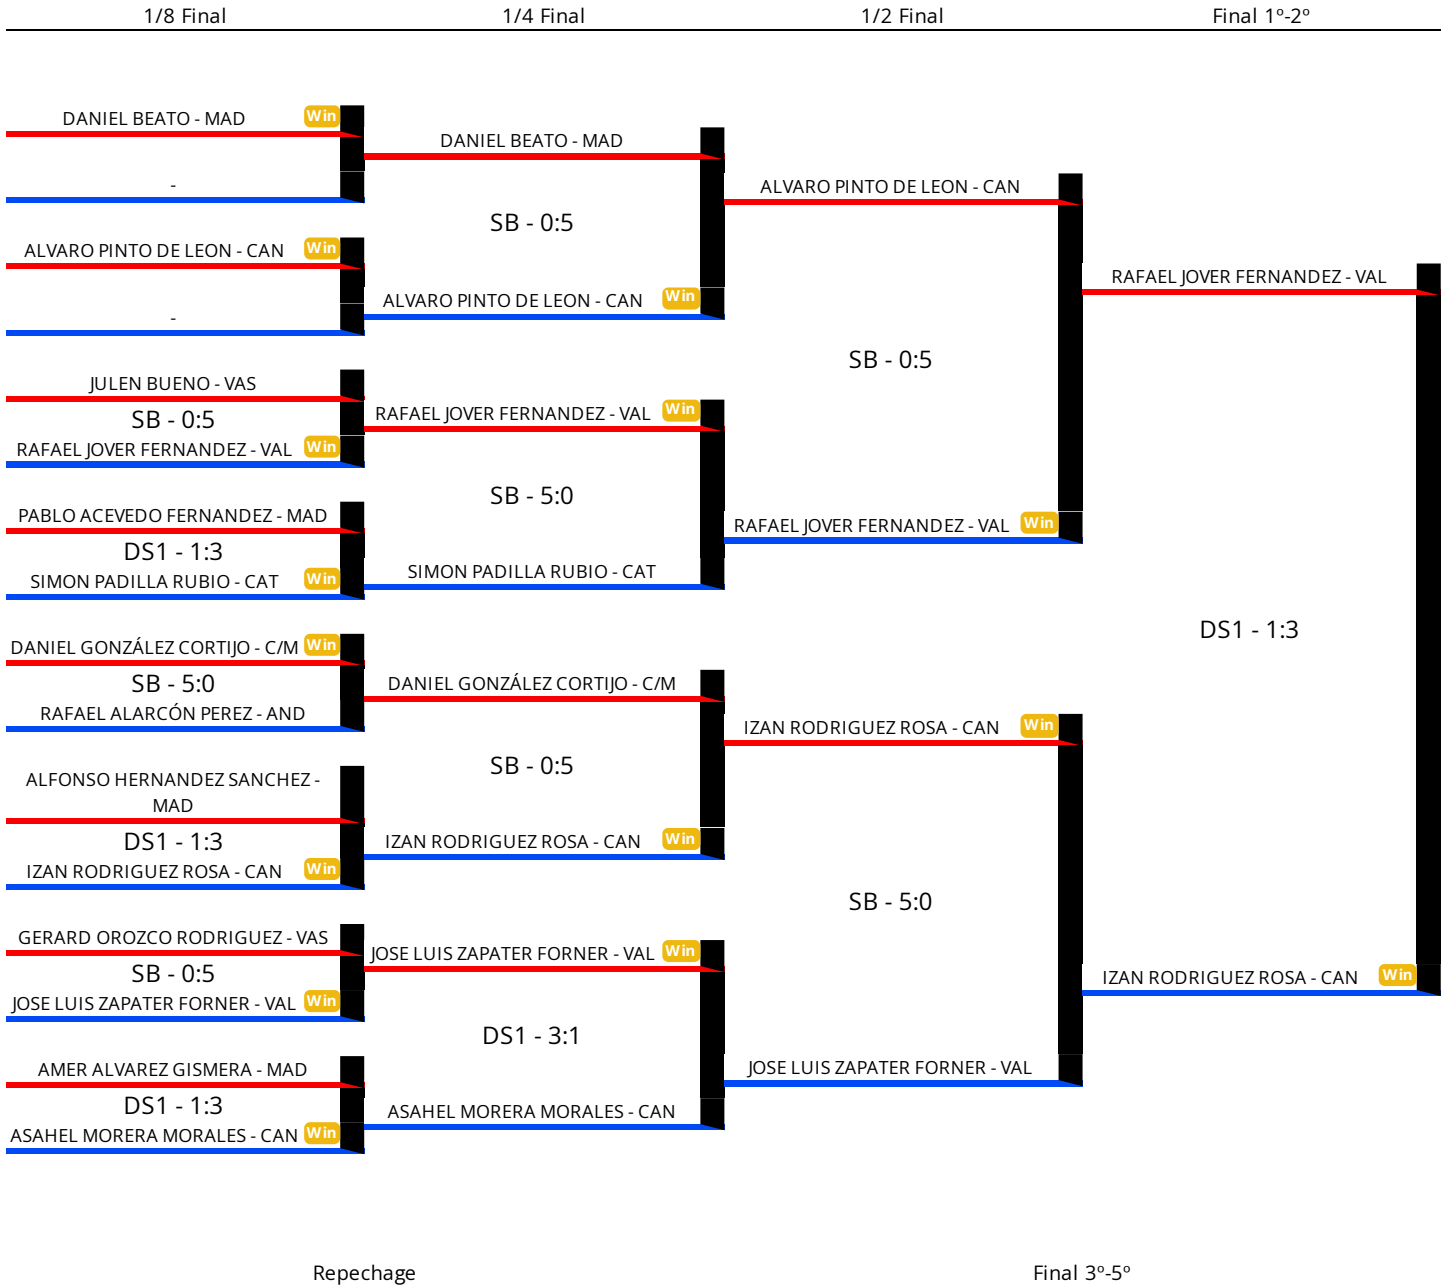 1/8 Final
1/4 Final
1/2 Final
Final 1º-2º
DANIEL BEATO - MAD Win
-
ALVARO PINTO DE LEON - CAN Win
-
JULEN BUENO - VAS
SB - 0:5
RAFAEL JOVER FERNANDEZ - VAL Win
PABLO ACEVEDO FERNANDEZ - MAD
DS1 - 1:3
SIMON PADILLA RUBIO - CAT Win
DANIEL GONZÁLEZ CORTIJO - C/M Win
SB - 5:0
RAFAEL ALARCÓN PEREZ - AND
ALFONSO HERNANDEZ SANCHEZ -
MAD
DS1 - 1:3
IZAN RODRIGUEZ ROSA - CAN Win
GERARD OROZCO RODRIGUEZ - VAS
SB - 0:5
JOSE LUIS ZAPATER FORNER - VAL Win
AMER ALVAREZ GISMERA - MAD
DS1 - 1:3
ASAHEL MORERA MORALES - CAN Win
DANIEL BEATO - MAD
SB - 0:5
ALVARO PINTO DE LEON - CAN Win
RAFAEL JOVER FERNANDEZ - VAL Win
SB - 5:0
SIMON PADILLA RUBIO - CAT
DANIEL GONZÁLEZ CORTIJO - C/M
SB - 0:5
IZAN RODRIGUEZ ROSA - CAN Win
JOSE LUIS ZAPATER FORNER - VAL Win
DS1 - 3:1
ASAHEL MORERA MORALES - CAN
ALVARO PINTO DE LEON - CAN
SB - 0:5
RAFAEL JOVER FERNANDEZ - VAL Win
IZAN RODRIGUEZ ROSA - CAN Win
SB - 5:0
JOSE LUIS ZAPATER FORNER - VAL
RAFAEL JOVER FERNANDEZ - VAL
DS1 - 1:3
IZAN RODRIGUEZ ROSA - CAN Win
Repechage
Final 3º-5º